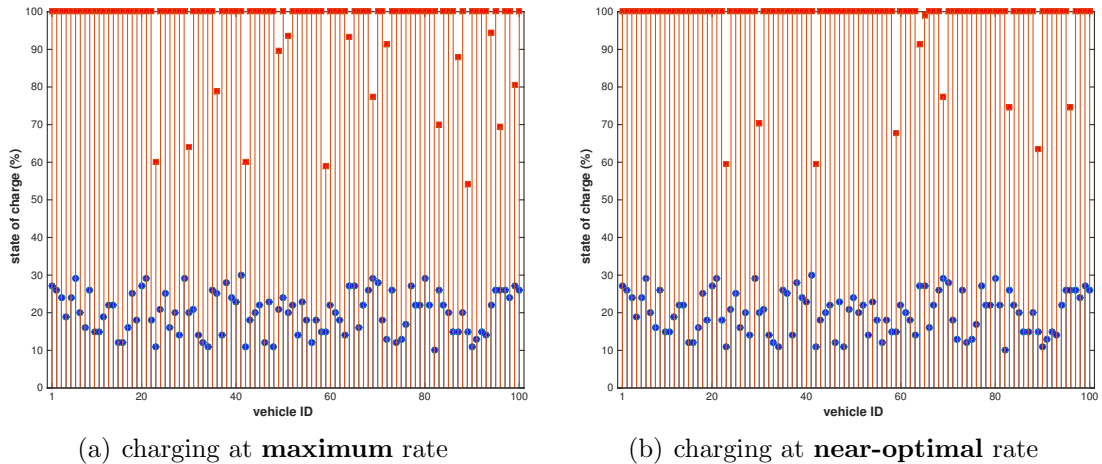 100
90
80
70
60
50
40
30
20
10
0
state of charge (%)
1 20 40 60 80 100
vehicle ID
(a) charging at maximum rate
100
90
80
70
60
50
40
30
20
10
0
state of charge (%)
1 20 40 60 80 100
vehicle ID
(b) charging at near-optimal rate